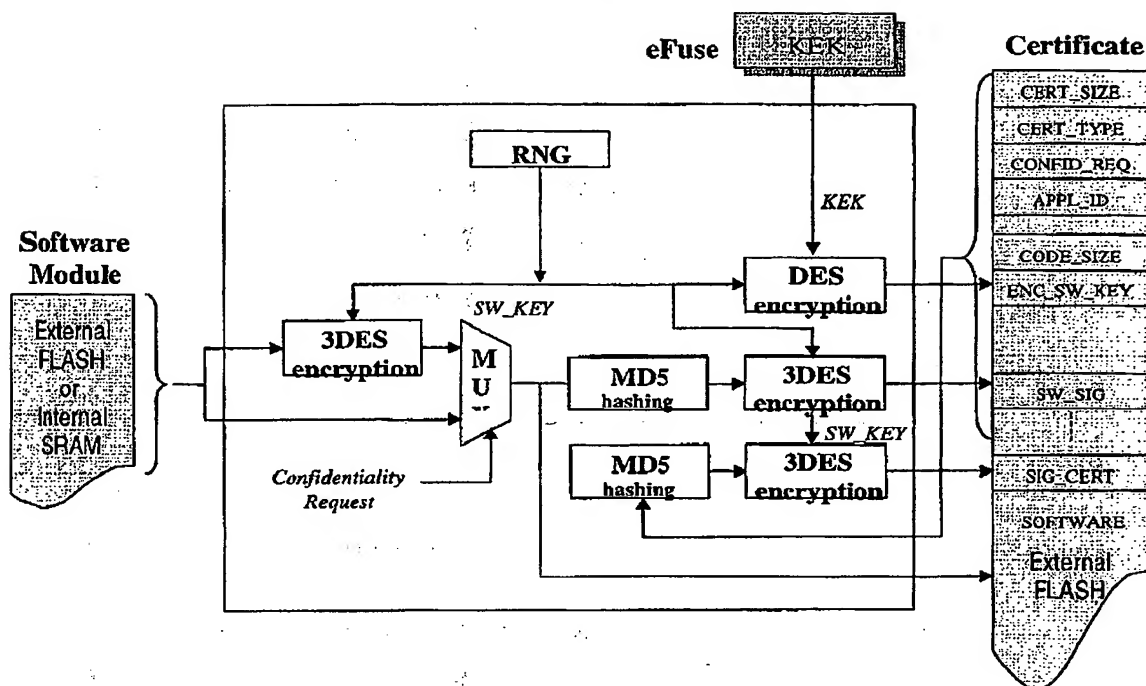 eFuse
KEK
Certificate
CERT_SIZE
CERT_TYPE
CONFID_REQ
APPL_ID
CODE_SIZE
ENC_SW_KEY
SW_SIG
SIG_CERT
SOFTWARE
External
FLASH
RNG
KEK
Software
Module
External
FLASH
or
Internal
SRAM
SW_KEY
DES
encryption
3DES
encryption
M
U
MD5
hashing
3DES
encryption
SW_KEY
Confidentiality
Request
MD5
hashing
3DES
encryption